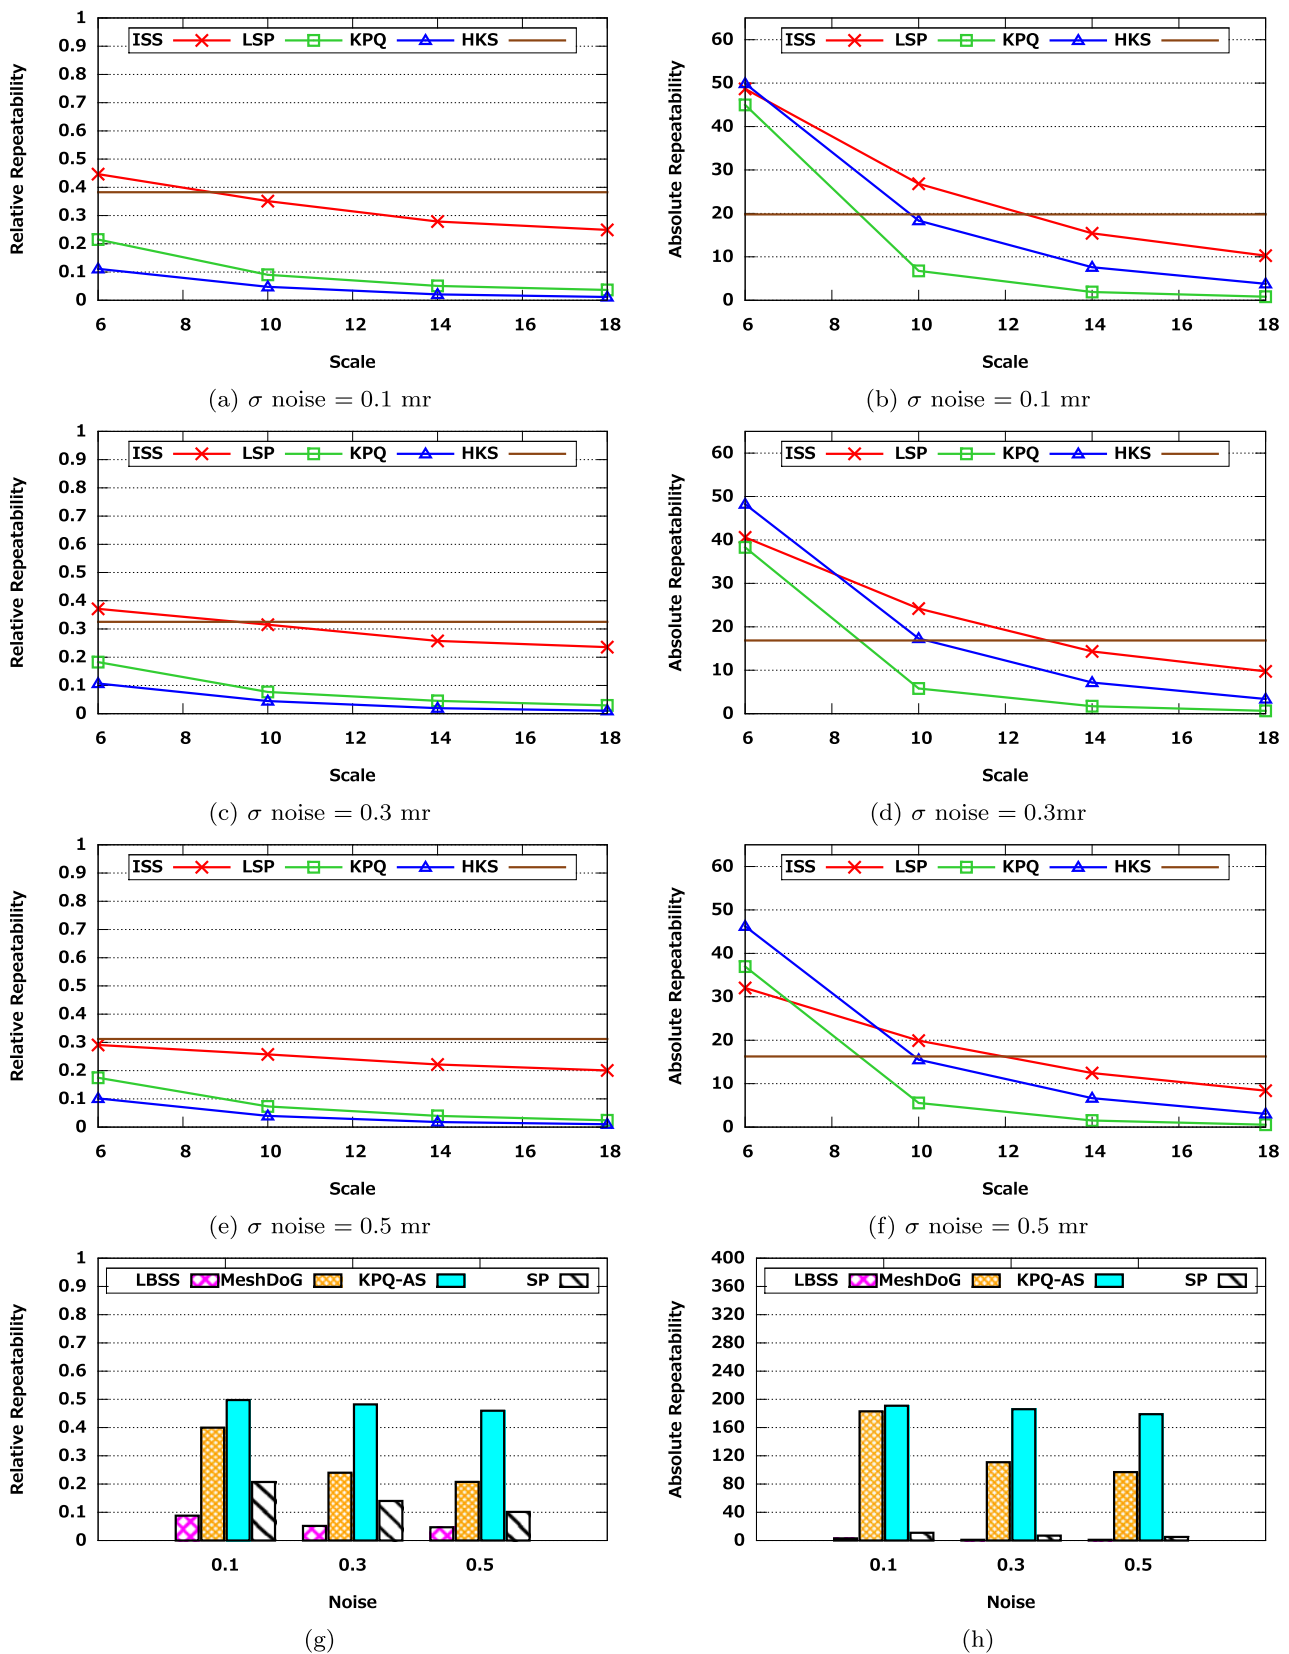 Relative Repeatability
1
0.9
0.8
0.7
0.6
0.5
0.4
0.3
0.2
0.1
0
ISS LSP KPQ HKS
6 8 10 12 14 16 18
Scale
(a) σ noise = 0.1 mr
Absolute Repeatability
60
50
40
30
20
10
0
ISS LSP KPQ HKS
6 8 10 12 14 16 18
Scale
(b) σ noise = 0.1 mr
Relative Repeatability
1
0.9
0.8
0.7
0.6
0.5
0.4
0.3
0.2
0.1
0
ISS LSP KPQ HKS
6 8 10 12 14 16 18
Scale
(c) σ noise = 0.3 mr
Absolute Repeatability
60
50
40
30
20
10
0
ISS LSP KPQ HKS
6 8 10 12 14 16 18
Scale
(d) σ noise = 0.3mr
Relative Repeatability
1
0.9
0.8
0.7
0.6
0.5
0.4
0.3
0.2
0.1
0
ISS LSP KPQ HKS
6 8 10 12 14 16 18
Scale
(e) σ noise = 0.5 mr
Absolute Repeatability
60
50
40
30
20
10
0
ISS LSP KPQ HKS
6 8 10 12 14 16 18
Scale
(f) σ noise = 0.5 mr
Relative Repeatability
1
0.9
0.8
0.7
0.6
0.5
0.4
0.3
0.2
0.1
0
LBSS MeshDoG KPQ-AS SP
0.1 0.3 0.5
Noise
(g)
Absolute Repeatability
400
360
320
280
240
200
160
120
80
40
0
LBSS MeshDoG KPQ-AS SP
0.1 0.3 0.5
Noise
(h)